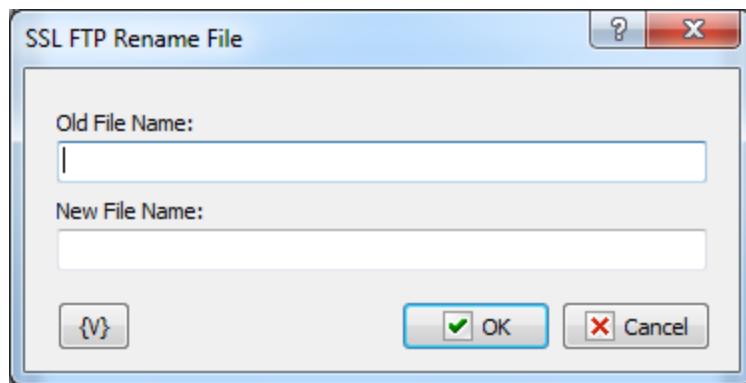 SSL FTP Rename File
Old File Name:
New File Name:
{V}
OK
Cancel